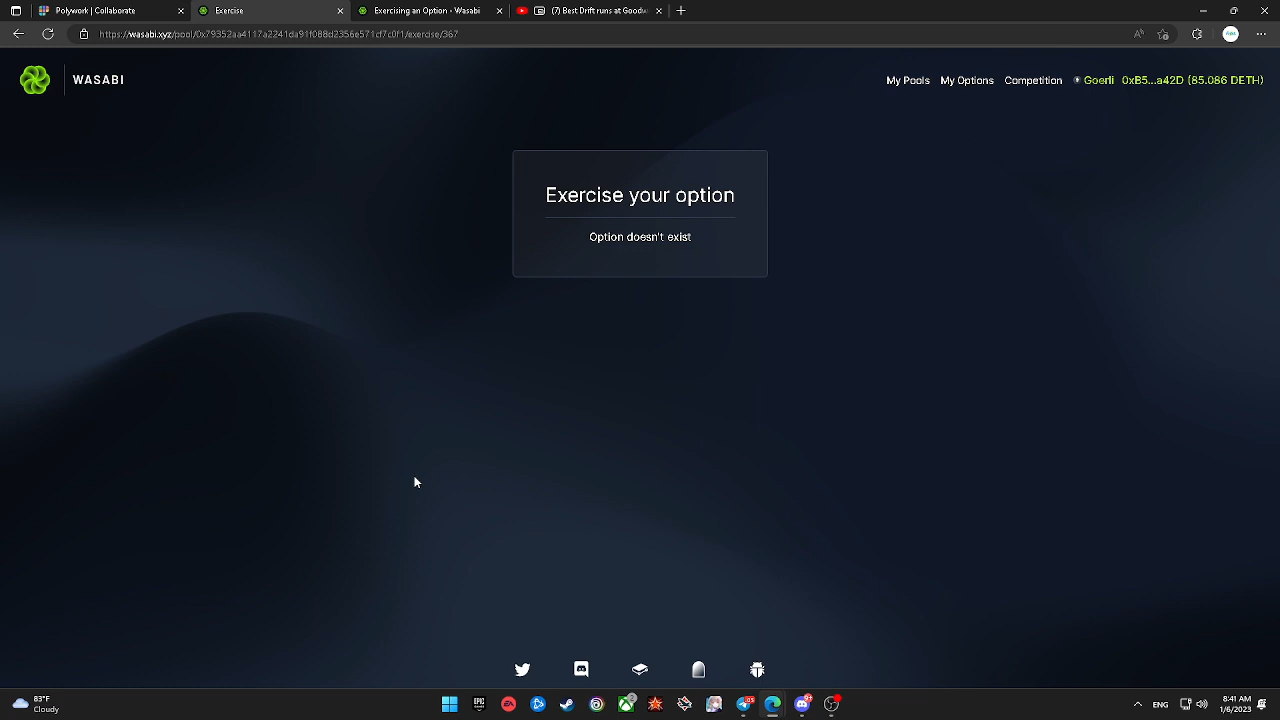 Polywork | Collaborate
Exercise
Exercising an Option - Wasabi
(7) Best Drift runs at Goodw
https://wasabi.xyz/pool/0x79352aa4117a2241da91f088d2356c571cf7c0f1/exercise/367
WASABI
My Pools
My Options
Competition
Goerli
0xB5...a42D (85.086 DETH)
Exercise your option
Option doesn't exist
83°F
Cloudy
ENG
8:41 AM
1/6/2023